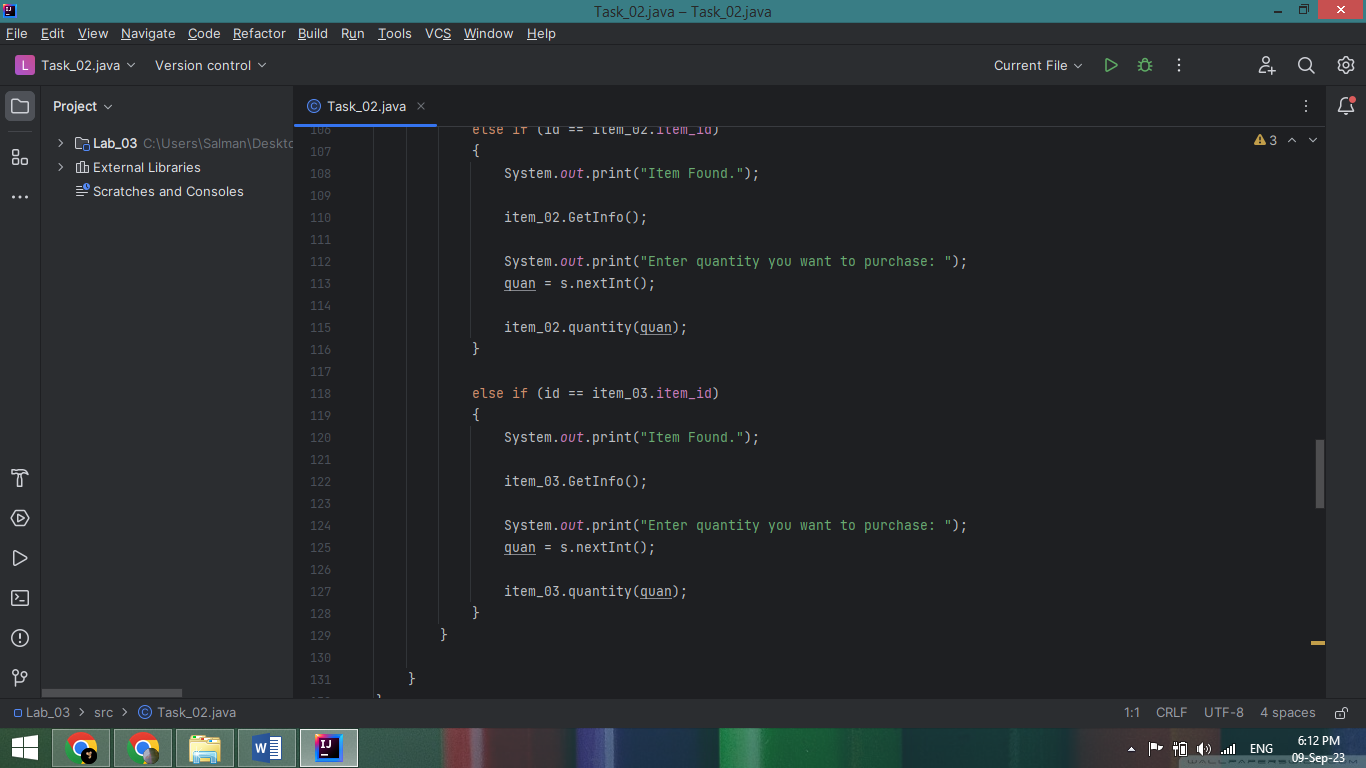 Task_02.java – Task_02.java
File Edit View Navigate Code Refactor Build Run Tools VCS Window Help
L Task_02.java Version control Current File
Project
Task_02.java
Lab_03 C:\Users\Salman\Deskto
External Libraries
Scratches and Consoles
3
106 else if (id == item_02.item_id)
107 {
108 System.out.print("Item Found.");
109
110 item_02.GetInfo();
111
112 System.out.print("Enter quantity you want to purchase: ");
113 quan = s.nextInt();
114
115 item_02.quantity(quan);
116 }
117
118 else if (id == item_03.item_id)
119 {
120 System.out.print("Item Found.");
121
122 item_03.GetInfo();
123
124 System.out.print("Enter quantity you want to purchase: ");
125 quan = s.nextInt();
126
127 item_03.quantity(quan);
128 }
129 }
130
131 }
Lab_03 > src > Task_02.java 1:1 CRLF UTF-8 4 spaces
ENG
6:12 PM
09-Sep-23